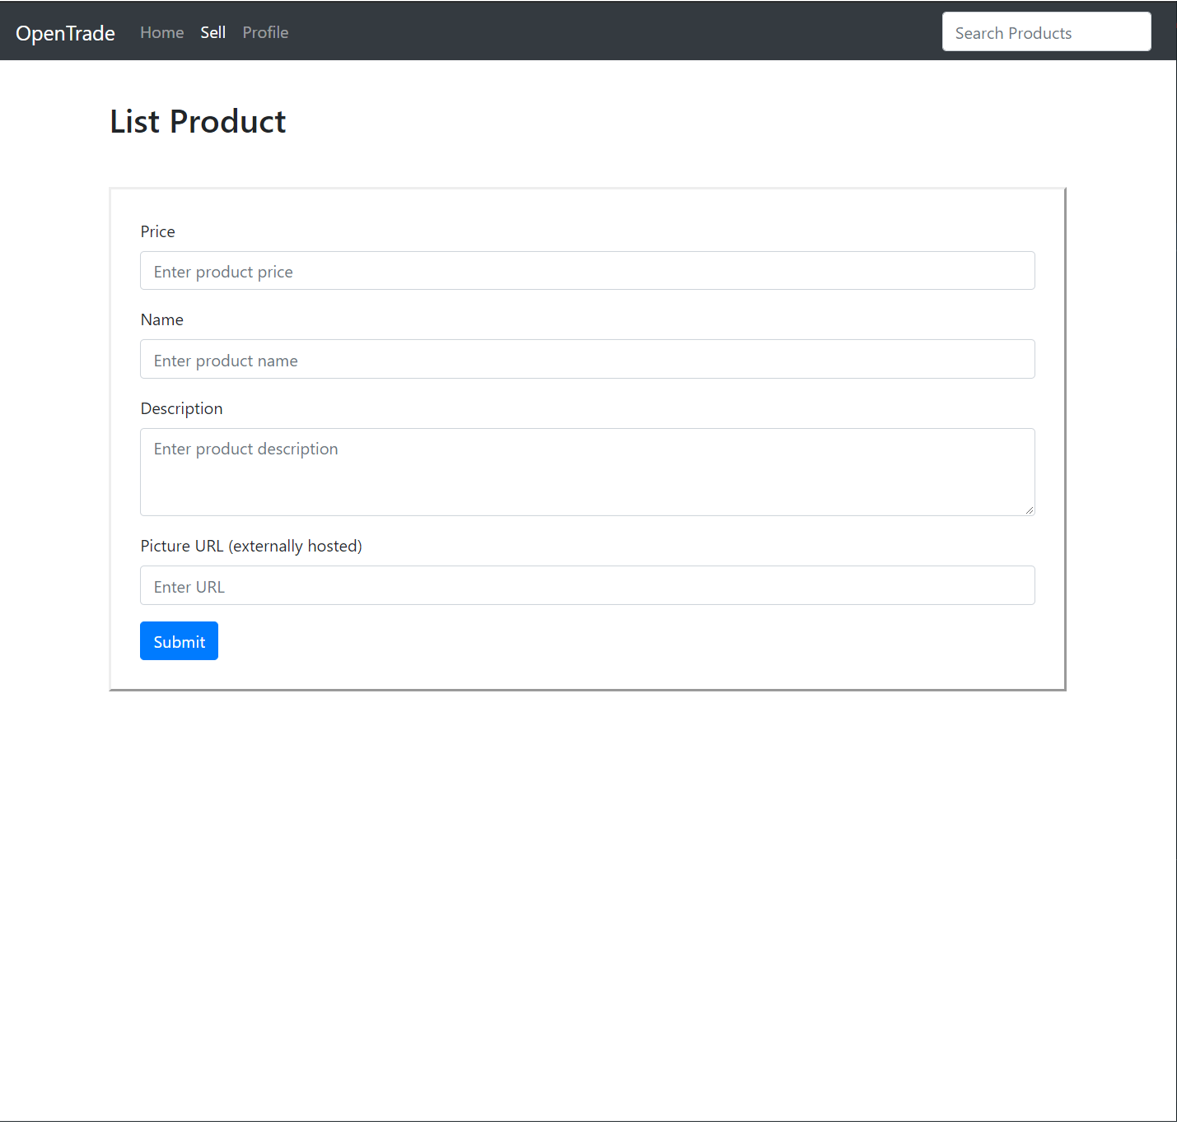 OpenTrade Home Sell Profile Search Products
List Product
Price
Enter product price
Name
Enter product name
Description
Enter product description
Picture URL (externally hosted)
Enter URL
Submit